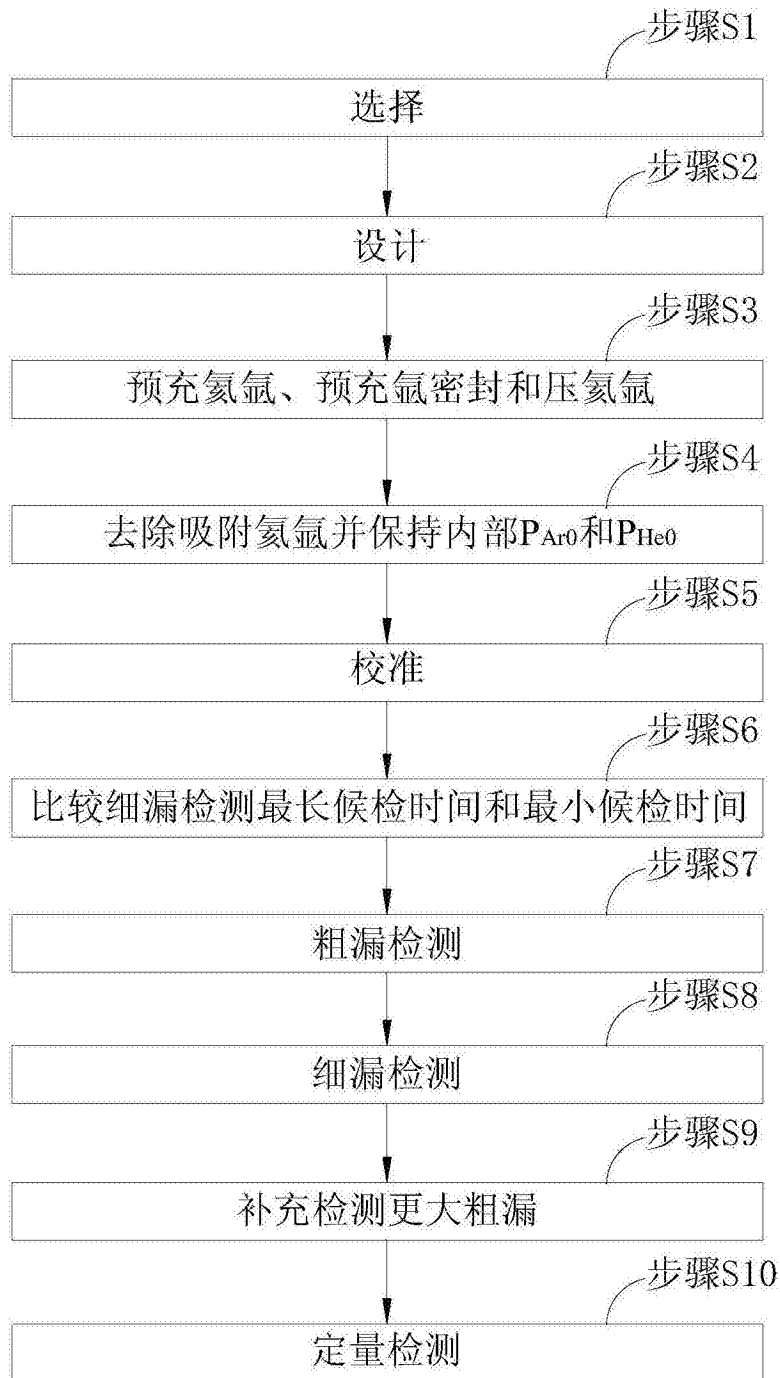 步骤S1
选择
步骤S2
设计
步骤S3
预充氦氩、预充氩密封和压氦氩
步骤S4
去除吸附氦氩并保持内部PAr0和PHe0
步骤S5
校准
步骤S6
比较细漏检测最长候检时间和最小候检时间
步骤S7
粗漏检测
步骤S8
细漏检测
步骤S9
补充检测更大粗漏
步骤S10
定量检测